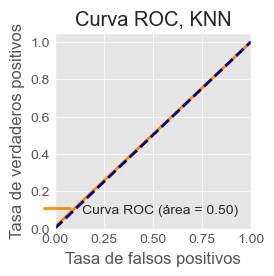 Curva ROC, KNN
Tasa de verdaderos positivos
1.0
0.8
0.6
0.4
0.2
0.0
Curva ROC (área = 0.50)
0.00 0.25 0.50 0.75 1.00
Tasa de falsos positivos